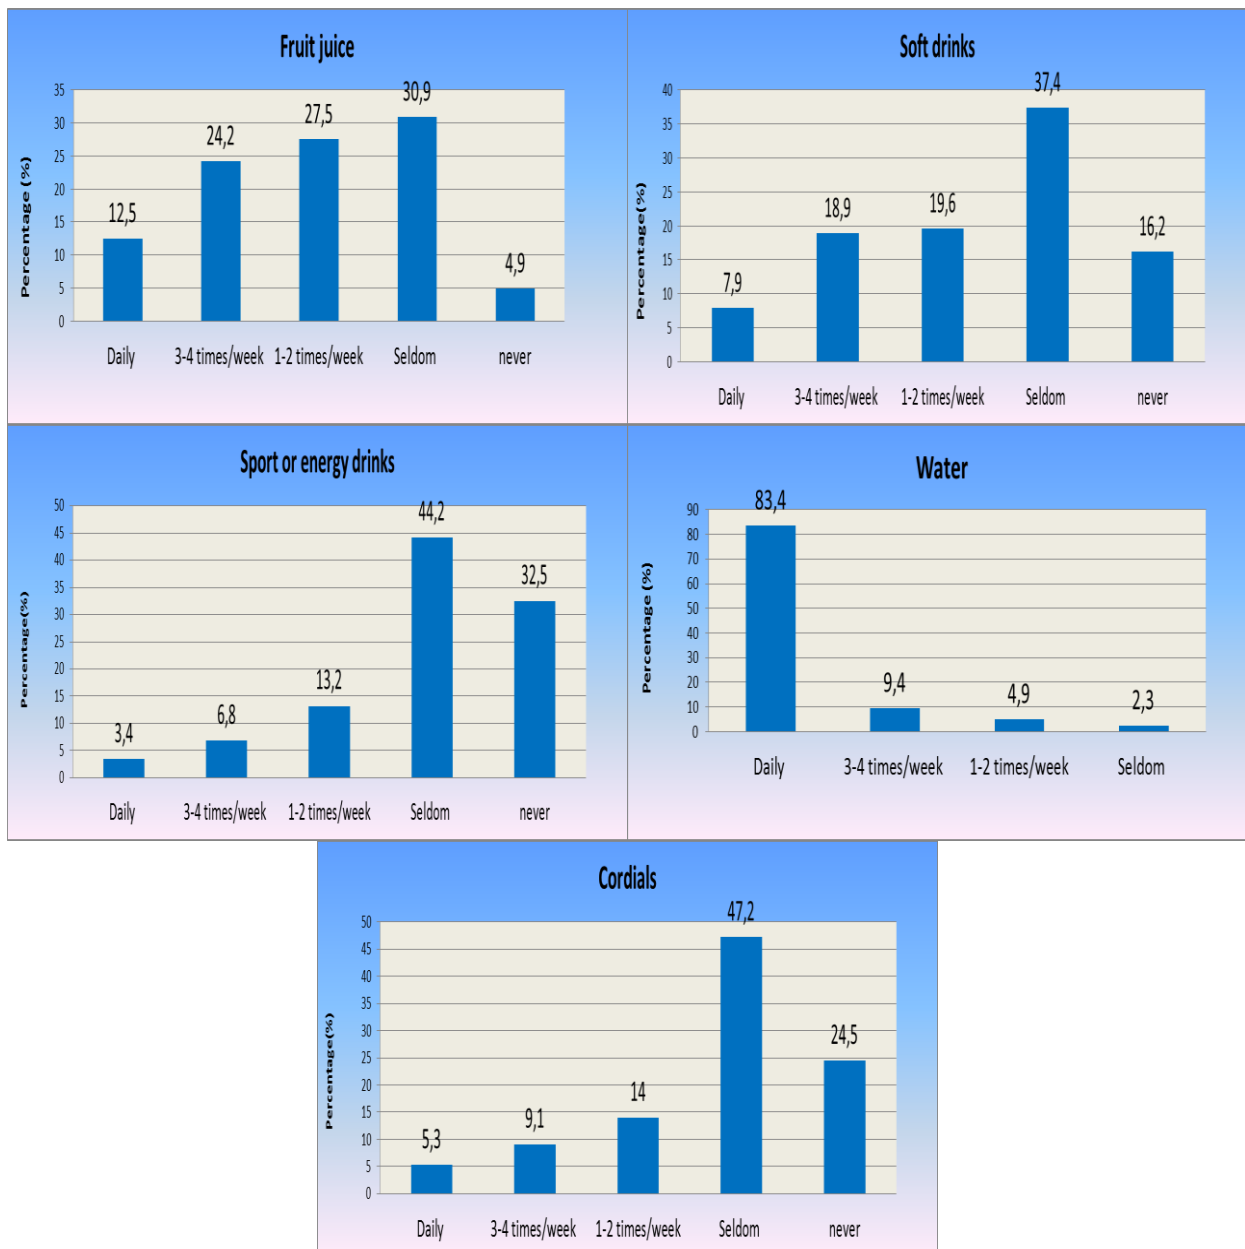 Fruit juice
Percentage (%)
35
30
25
20
15
10
5
0
12,5
24,2
27,5
30,9
4,9
Daily
3-4 times/week
1-2 times/week
Seldom
never
Soft drinks
Percentage(%)
40
35
30
25
20
15
10
5
0
7,9
18,9
19,6
37,4
16,2
Daily
3-4 times/week
1-2 times/week
Seldom
never
Sport or energy drinks
Percentage(%)
50
45
40
35
30
25
20
15
10
5
0
3,4
6,8
13,2
44,2
32,5
Daily
3-4 times/week
1-2 times/week
Seldom
never
Water
Percentage (%)
90
80
70
60
50
40
30
20
10
0
83,4
9,4
4,9
2,3
Daily
3-4 times/week
1-2 times/week
Seldom
Cordials
Percentage(%)
50
45
40
35
30
25
20
15
10
5
0
5,3
9,1
14
47,2
24,5
Daily
3-4 times/week
1-2 times/week
Seldom
never